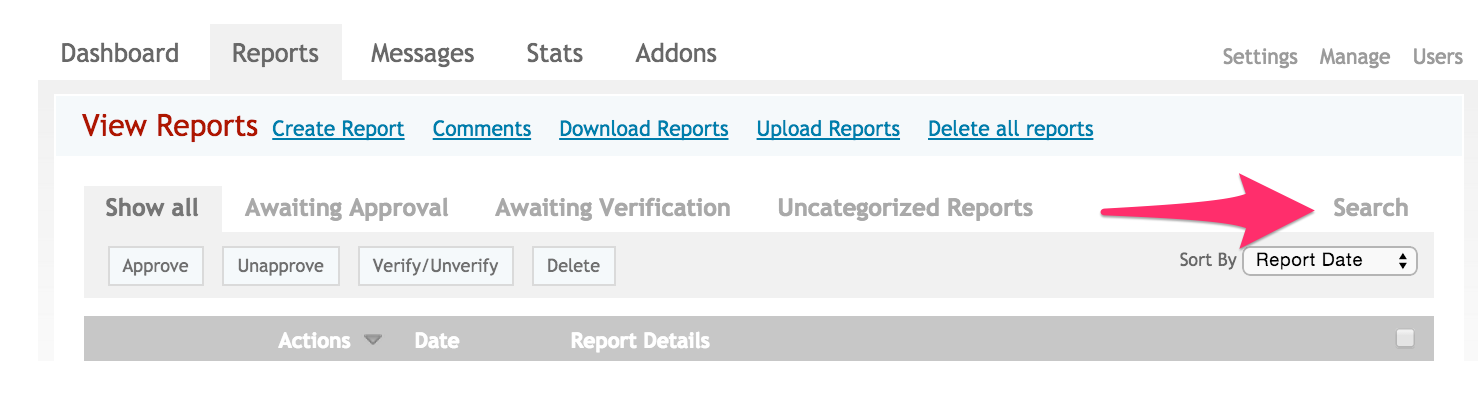 Dashboard Reports Messages Stats Addons Settings Manage Users
View Reports Create Report Comments Download Reports Upload Reports Delete all reports
Show all Awaiting Approval Awaiting Verification Uncategorized Reports Search
Approve Unapprove Verify/Unverify Delete Sort By Report Date
Actions Date Report Details